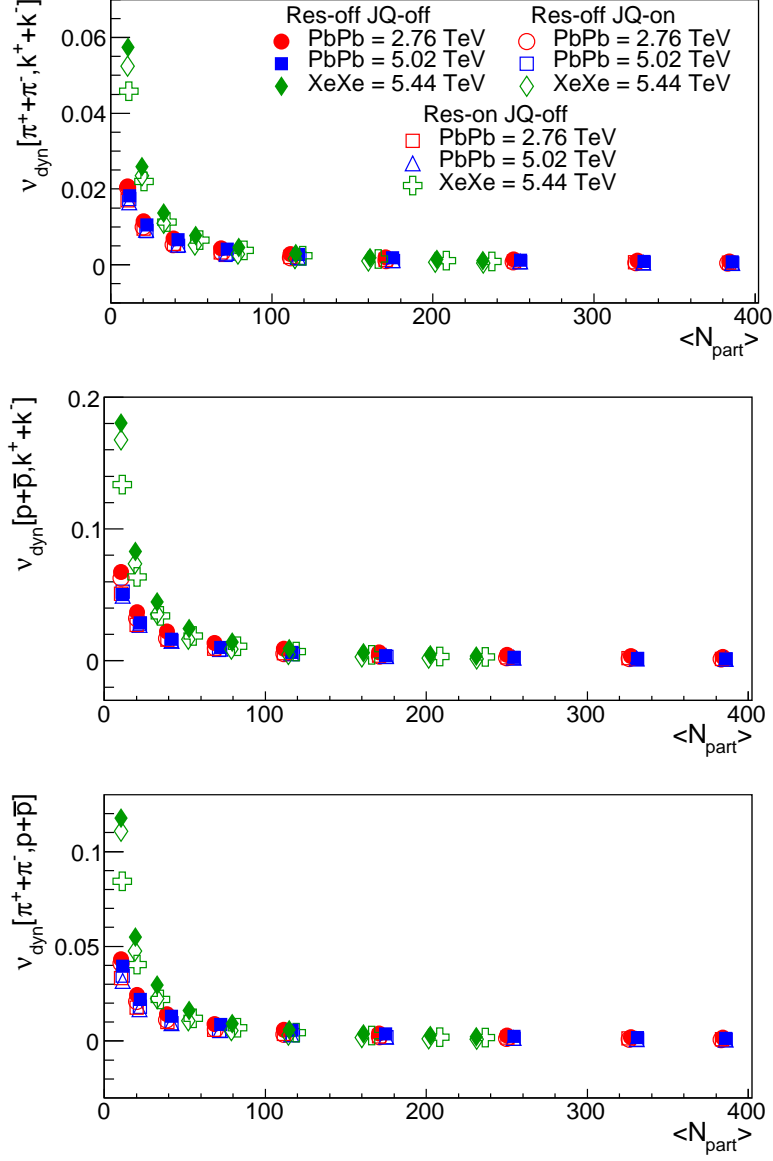 Res-off JQ-off
PbPb = 2.76 TeV
PbPb = 5.02 TeV
XeXe = 5.44 TeV
Res-off JQ-on
PbPb = 2.76 TeV
PbPb = 5.02 TeV
XeXe = 5.44 TeV
Res-on JQ-off
PbPb = 2.76 TeV
PbPb = 5.02 TeV
XeXe = 5.44 TeV
ν_dyn[π⁺+π⁻,k⁺+k⁻]
0.06
0.04
0.02
0
0 100 200 300 400
<N_part>
ν_dyn[p+p̅,k⁺+k⁻]
0.2
0.1
0
0 100 200 300 400
<N_part>
ν_dyn[π⁺+π⁻,p+p̅]
0.1
0.05
0
0 100 200 300 400
<N_part>